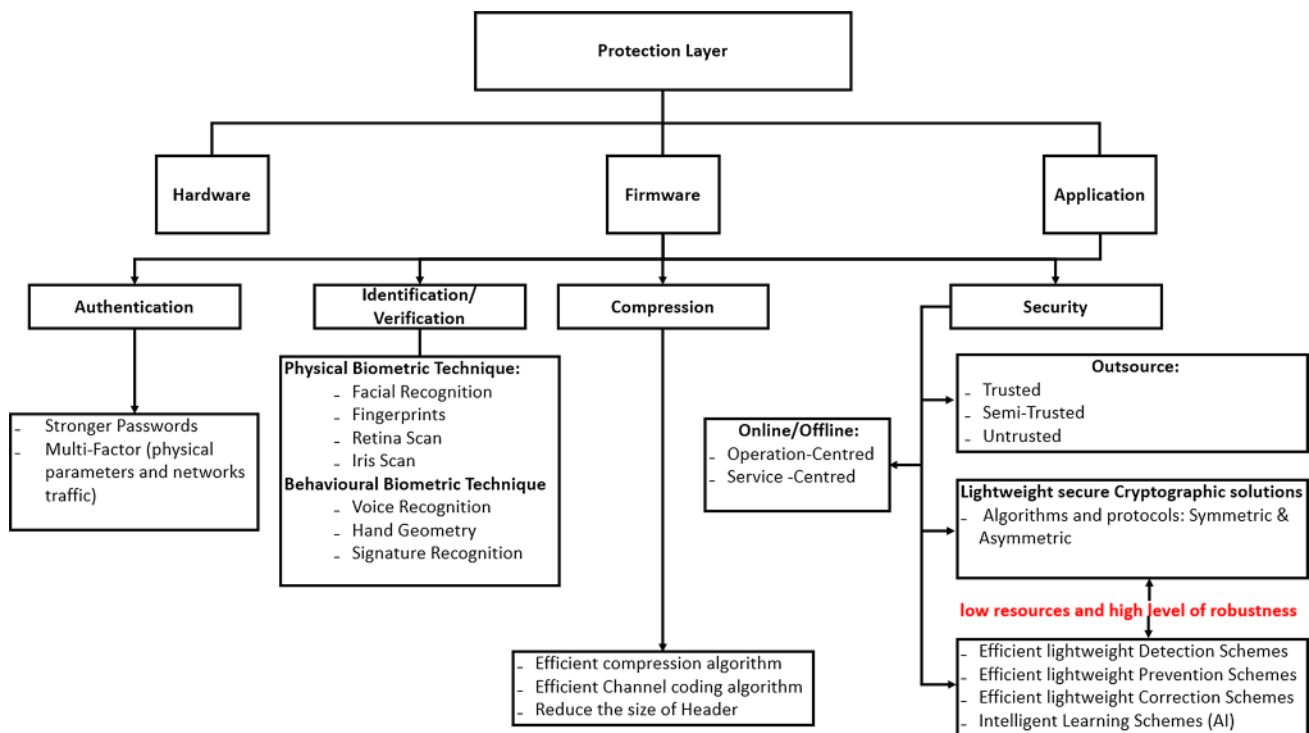 Protection Layer
Hardware
Firmware
Application
Authentication
Identification/
Verification
Compression
Security
- Stronger Passwords
- Multi-Factor (physical
parameters and networks
traffic)
Physical Biometric Technique:
- Facial Recognition
- Fingerprints
- Retina Scan
- Iris Scan
Behavioural Biometric Technique
- Voice Recognition
- Hand Geometry
- Signature Recognition
- Efficient compression algorithm
- Efficient Channel coding algorithm
- Reduce the size of Header
Online/Offline:
- Operation-Centred
- Service -Centred
Outsource:
- Trusted
- Semi-Trusted
- Untrusted
Lightweight secure Cryptographic solutions
- Algorithms and protocols: Symmetric &
Asymmetric
low resources and high level of robustness
- Efficient lightweight Detection Schemes
- Efficient lightweight Prevention Schemes
- Efficient lightweight Correction Schemes
- Intelligent Learning Schemes (AI)